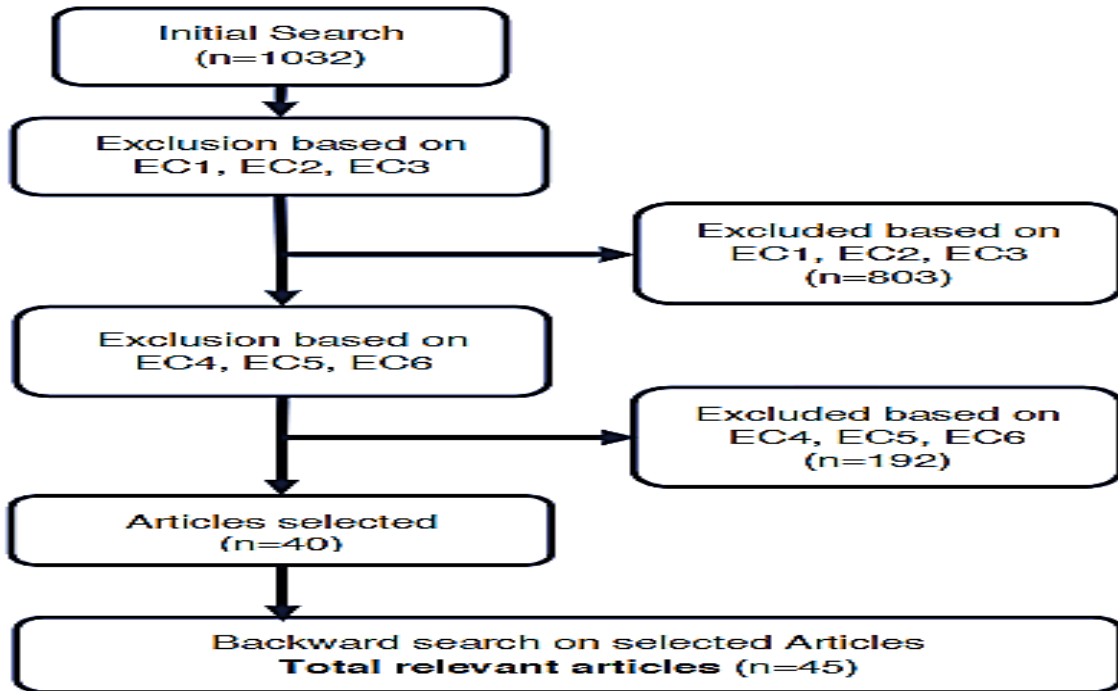 Initial Search
(n=1032)
Exclusion based on
EC1, EC2, EC3
Excluded based on
EC1, EC2, EC3
(n=803)
Exclusion based on
EC4, EC5, EC6
Excluded based on
EC4, EC5, EC6
(n=192)
Articles selected
(n=40)
Backward search on selected Articles
Total relevant articles (n=45)